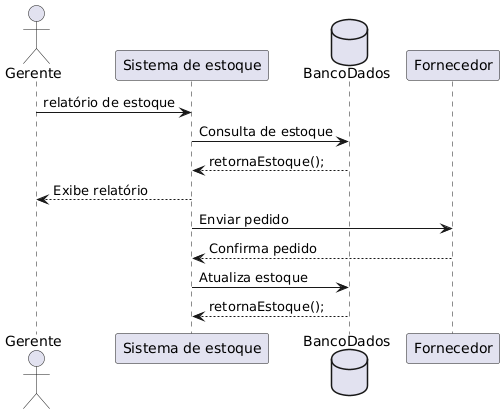 Gerente
Sistema de estoque
BancoDados
Fornecedor
relatório de estoque
Consulta de estoque
retornaEstoque();
Exibe relatório
Enviar pedido
Confirma pedido
Atualiza estoque
retornaEstoque();
Gerente
Sistema de estoque
BancoDados
Fornecedor